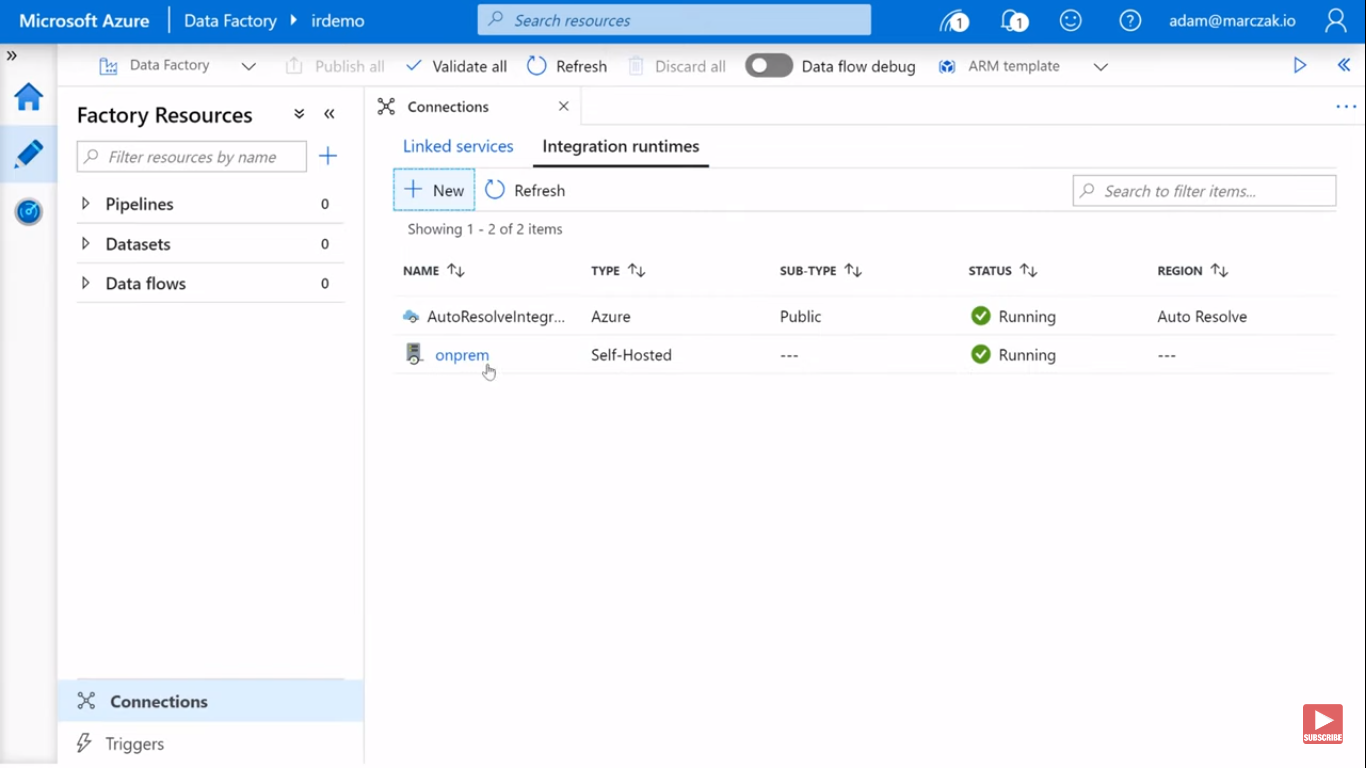 Microsoft Azure Data Factory irdemo Search resources 1 1 adam@marczak.io
Data Factory Publish all Validate all Refresh Discard all Data flow debug ARM template
Factory Resources
Filter resources by name
Pipelines 0
Datasets 0
Data flows 0
Connections
Triggers
Connections
Linked services Integration runtimes
New Refresh Search to filter items...
Showing 1 - 2 of 2 items
NAME TYPE SUB-TYPE STATUS REGION
AutoResolveIntegr... Azure Public Running Auto Resolve
onprem Self-Hosted --- Running ---
SUBSCRIBE